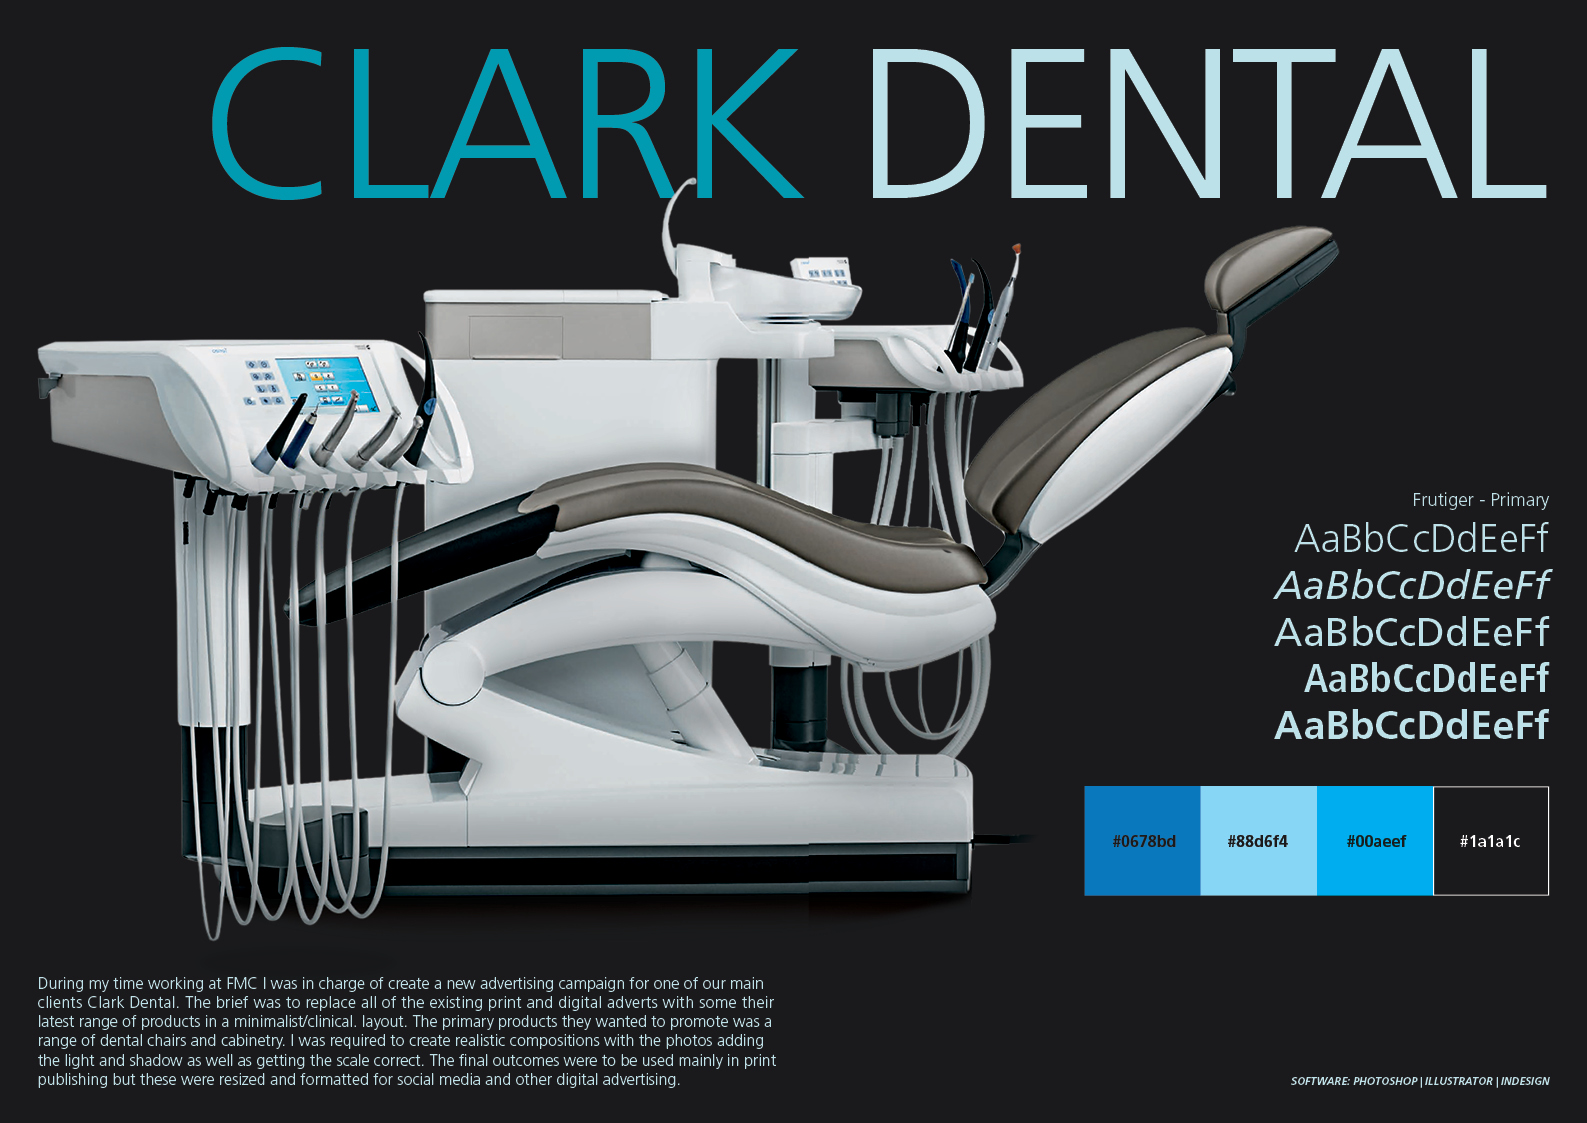 CLARK DENTAL
Frutiger - Primary
AaBbCcDdEeFf
AaBbCcDdEeFf
AaBbCcDdEeFf
AaBbCcDdEeFf
AaBbCcDdEeFf
#0678bd #88d6f4 #00aeef #1a1a1c
During my time working at FMC I was in charge of create a new advertising campaign for one of our main
clients Clark Dental. The brief was to replace all of the existing print and digital adverts with some their
latest range of products in a minimalist/clinical. layout. The primary products they wanted to promote was a
range of dental chairs and cabinetry. I was required to create realistic compositions with the photos adding
the light and shadow as well as getting the scale correct. The final outcomes were to be used mainly in print
publishing but these were resized and formatted for social media and other digital advertising.
SOFTWARE: PHOTOSHOP | ILLUSTRATOR | INDESIGN